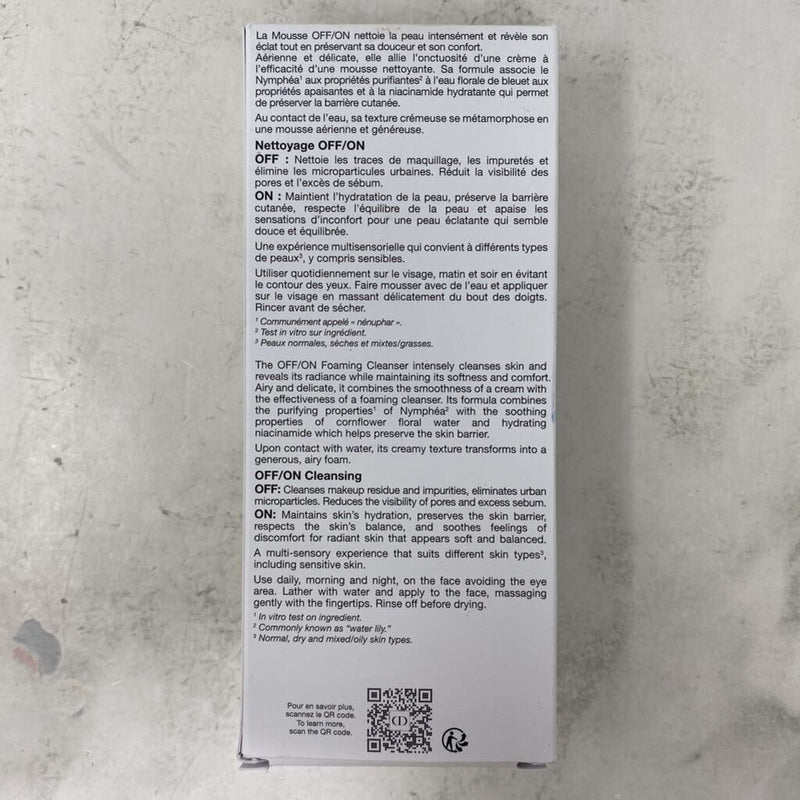 La Mousse OFF/ON nettoie la peau intensément et révèle son
éclat tout en préservant sa douceur et son confort.
Aérienne et délicate, elle allie l'onctuosité d'une crème à
l'efficacité d'une mousse nettoyante. Sa formule associe le
Nymphéa¹ aux propriétés purifiantes² à l'eau florale de bleuet aux
propriétés apaisantes et à la niacinamide hydratante qui permet
de préserver la barrière cutanée.
Au contact de l'eau, sa texture crémeuse se métamorphose en
une mousse aérienne et généreuse.
Nettoyage OFF/ON
OFF : Nettoie les traces de maquillage, les impuretés et
élimine les microparticules urbaines. Réduit la visibilité des
pores et l'excès de sébum.
ON : Maintient l'hydratation de la peau, préserve la barrière
cutanée, respecte l'équilibre de la peau et apaise les
sensations d'inconfort pour une peau éclatante qui semble
douce et équilibrée.
Une expérience multisensorielle qui convient à différents types
de peaux³, y compris sensibles.
Utiliser quotidiennement sur le visage, matin et soir en évitant
le contour des yeux. Faire mousser avec de l'eau et appliquer
sur le visage en massant délicatement du bout des doigts.
Rincer avant de sécher.
¹ Communément appelé « nénuphar ».
² Test in vitro sur ingrédient.
³ Peaux normales, sèches et mixtes/grasses.
The OFF/ON Foaming Cleanser intensely cleanses skin and
reveals its radiance while maintaining its softness and comfort.
Airy and delicate, it combines the smoothness of a cream with
the effectiveness of a foaming cleanser. Its formula combines
the purifying properties¹ of Nymphéa² with the soothing
properties of cornflower floral water and hydrating
niacinamide which helps preserve the skin barrier.
Upon contact with water, its creamy texture transforms into a
generous, airy foam.
OFF/ON Cleansing
OFF: Cleanses makeup residue and impurities, eliminates urban
microparticles. Reduces the visibility of pores and excess sebum.
ON: Maintains skin's hydration, preserves the skin barrier,
respects the skin's balance, and soothes feelings of
discomfort for radiant skin that appears soft and balanced.
A multi-sensory experience that suits different skin types³,
including sensitive skin.
Use daily, morning and night, on the face avoiding the eye
area. Lather with water and apply to the face, massaging
gently with the fingertips. Rinse off before drying.
¹ In vitro test on ingredient.
² Commonly known as "water lily."
³ Normal, dry and mixed/oily skin types.
Pour en savoir plus,
scannez le QR code.
To learn more,
scan the QR code.
CD